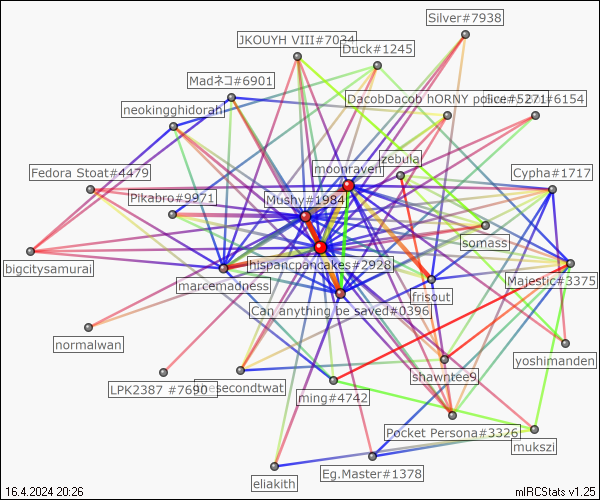 Silver#7938
JKOUYH VIII#7034
Duck#1245
Madネコ#6901
DacobDacob hORNY police#5271
#6154
neokingghidorah
zebula
moonraven
Fedora Stoat#4479
Cypha#1717
Pikabro#9971
Mushy#1984
somass
hispancpancakes#2928
bigcitysamurai
marcemadness
Majestic#3375
frisout
Can anything be saved#0396
normalwan
yoshimanden
shawntee9
LPK2387 #7690
secondtwat
ming#4742
Pocket Persona#3326
mukszi
Eg.Master#1378
eliakith
16.4.2024 20:26
mIRCStats v1.25